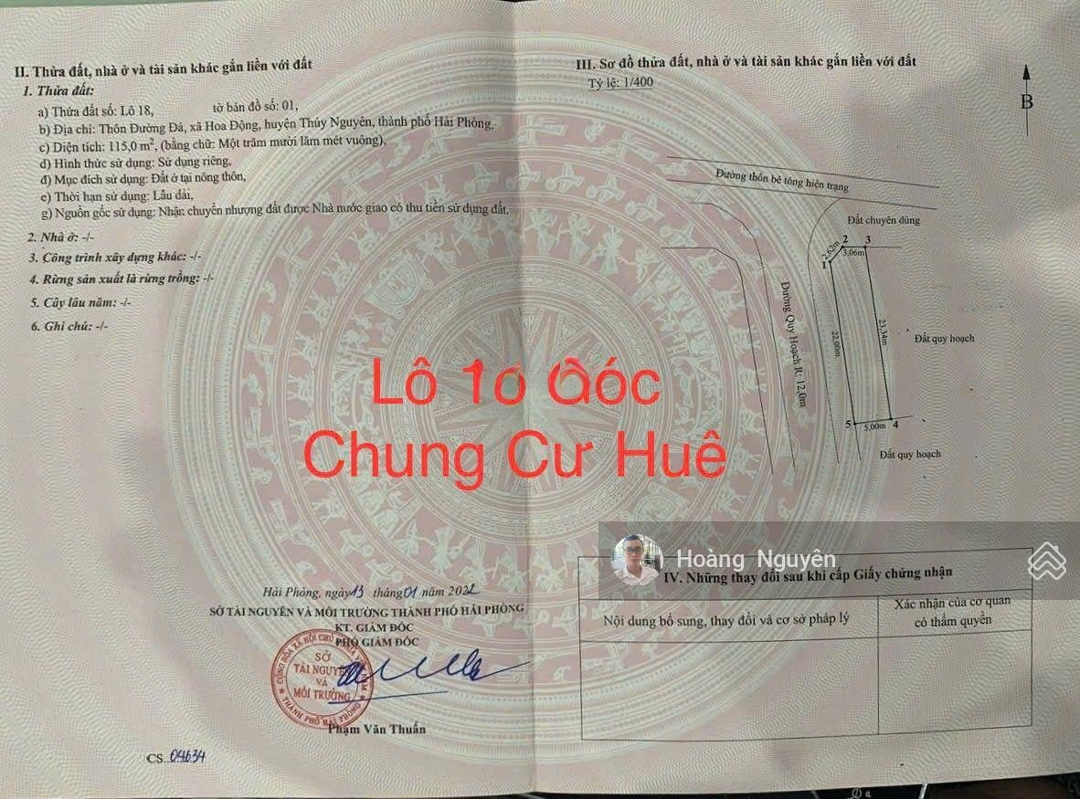 II. Thửa đất, nhà ở và tài sản khác gắn liền với đất
1. Thửa đất:
a) Thửa đất số: Lô 18, tờ bản đồ số: 01,
b) Địa chỉ: Thôn Đường Đá, xã Hoa Động, huyện Thủy Nguyên, thành phố Hải Phòng,
c) Diện tích: 115,0 m², (bằng chữ: Một trăm mười lăm mét vuông),
d) Hình thức sử dụng: Sử dụng riêng,
đ) Mục đích sử dụng: Đất ở tại nông thôn,
e) Thời hạn sử dụng: Lâu dài,
g) Nguồn gốc sử dụng: Nhận chuyển nhượng đất được Nhà nước giao có thu tiền sử dụng đất.
2. Nhà ở: -/-
3. Công trình xây dựng khác: -/-
4. Rừng sản xuất là rừng trồng: -/-
5. Cây lâu năm: -/-
6. Ghi chú: -/-
III. Sơ đồ thửa đất, nhà ở và tài sản khác gắn liền với đất
Tỷ lệ: 1/400
B
Đường thôn bê tông hiện trạng
Đất chuyên dùng
2 3
2,62m
3,06m
1
Đường Quy Hoạch R: 12,0m
22,00m
23,34m
Đất quy hoạch
5 5,00m 4
Đất quy hoạch
Lô 1ơ Góc
Chung Cư Huê
Hải Phòng, ngày 13 tháng 01 năm 2022
SỞ TÀI NGUYÊN VÀ MÔI TRƯỜNG THÀNH PHỐ HẢI PHÒNG
KT. GIÁM ĐỐC
PHÓ GIÁM ĐỐC
SỞ
TÀI NGUYÊN
VÀ
MÔI TRƯỜNG
THÀNH PHỐ HẢI PHÒNG
Phạm Văn Thuấn
CS..04634
Hoàng Nguyên
IV. Những thay đổi sau khi cấp Giấy chứng nhận
Nội dung bổ sung, thay đổi và cơ sở pháp lý
Xác nhận của cơ quan
có thẩm quyền